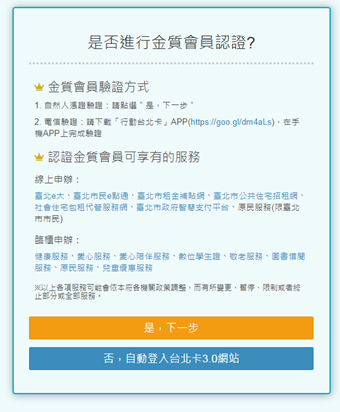 是否進行金質會員認證?
金質會員驗證方式
1. 自然人憑證驗證：請點選 " 是，下一步 "
2. 電信驗證：請下載「行動台北卡」APP(https://goo.gl/dm4aLs)，在手
機APP上完成驗證
認證金質會員可享有的服務
線上申辦：
臺北e大、臺北市民e點通、臺北市租金補貼網、臺北市公共住宅招租網、
社會住宅包租代管服務網、臺北市政府智慧支付平台、原民服務(限臺北
市市民)
臨櫃申辦：
健康服務、愛心服務、愛心陪伴服務、數位學生證、敬老服務、圖書借閱
服務、原民服務、兒童優惠服務
※以上各項服務可能會依本府各機關政策調整，而有所變更、暫停、限制或者終
止部分或全部服務。
是，下一步
否，自動登入台北卡3.0網站